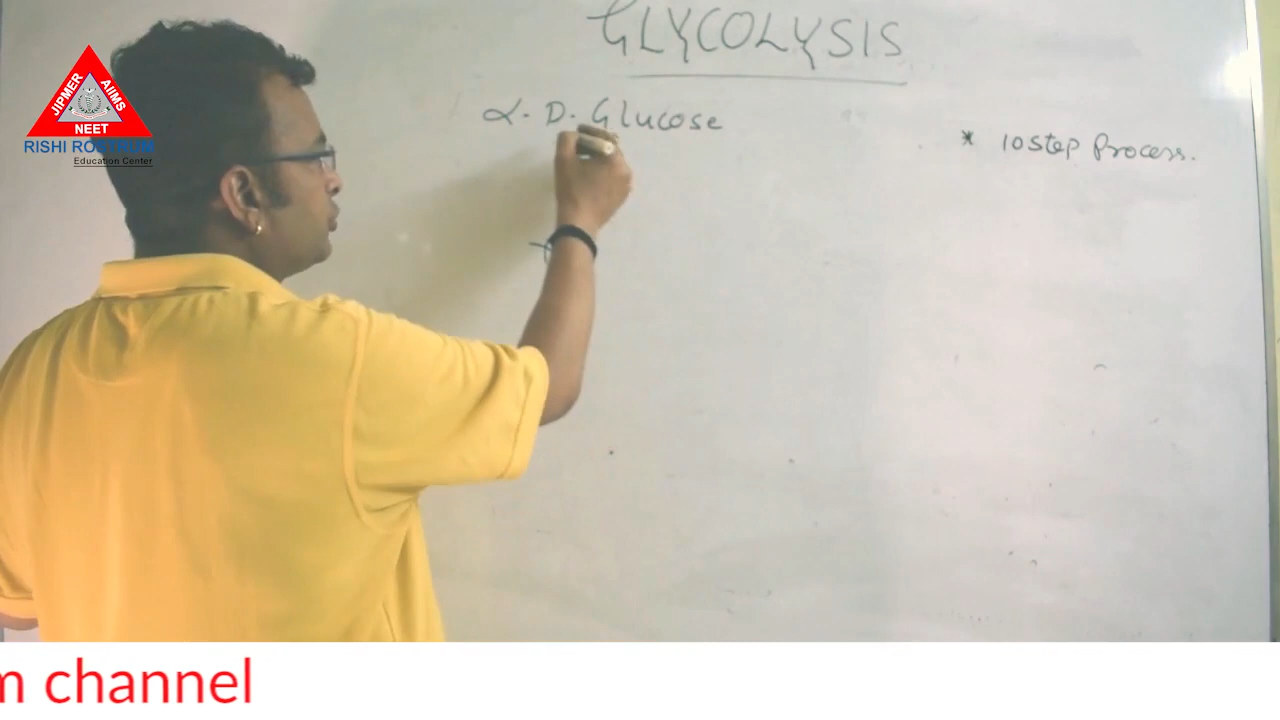 GLYCOLYSIS
α. D. Glucose
* 10 Step Process.
JIPMER
AIIMS
NEET
RISHI ROSTRUM
Education Center
m channel